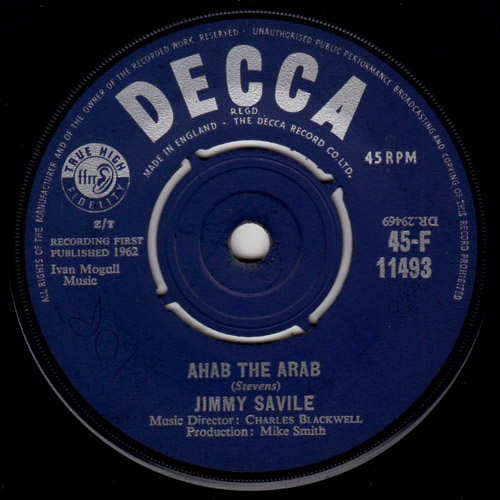 ALL RIGHTS OF THE MANUFACTURER AND OF THE OWNER OF THE RECORDED WORK RESERVED · UNAUTHORISED PUBLIC PERFORMANCE BROADCASTING AND COPYING OF THIS RECORD PROHIBITED
DECCA
REGD.
MADE IN ENGLAND · THE DECCA RECORD CO. LTD.
TRUE HIGH
ffrr
FIDELITY
45 RPM
Z/T
RECORDING FIRST
PUBLISHED 1962
Ivan Mogull
Music
DR.29469
45-F
11493
AHAB THE ARAB
(Stevens)
JIMMY SAVILE
Music Director: CHARLES BLACKWELL
Production: Mike Smith